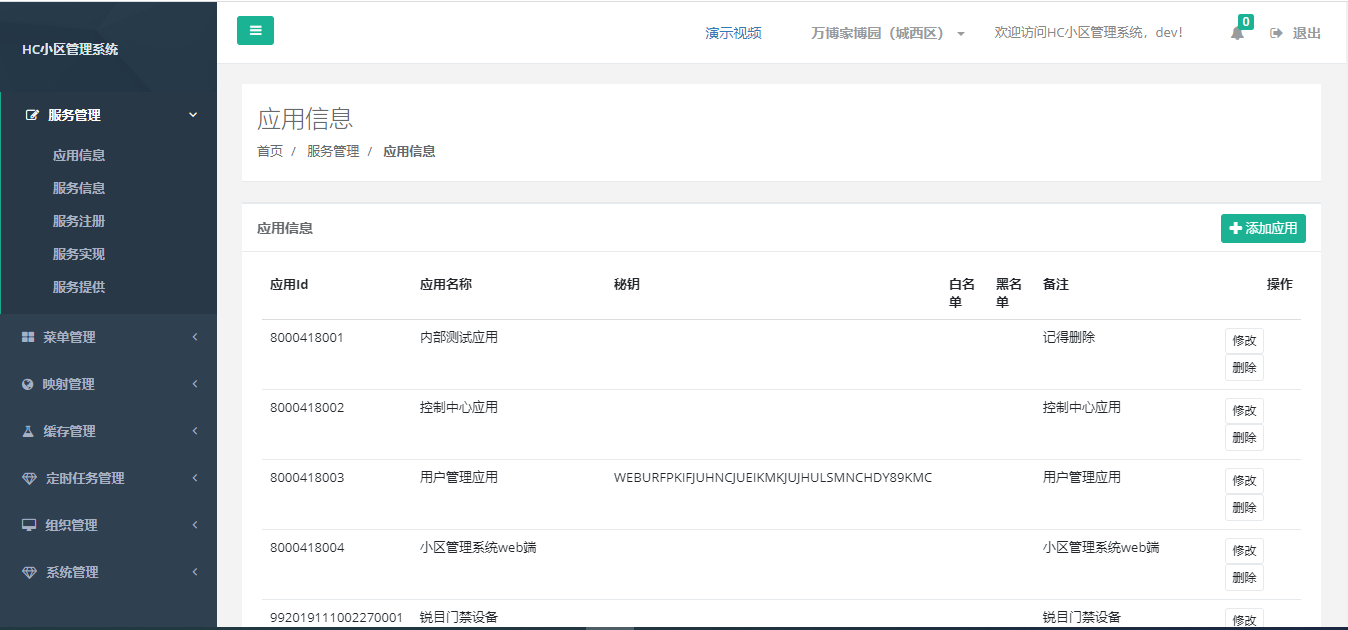 HC小区管理系统
演示视频 万博家博园（城西区） 欢迎访问HC小区管理系统，dev! 0 退出
服务管理
应用信息
服务信息
服务注册
服务实现
服务提供
菜单管理
映射管理
缓存管理
定时任务管理
组织管理
系统管理
应用信息
首页 / 服务管理 / 应用信息
应用信息 添加应用
应用Id 应用名称 秘钥 白名单 黑名单 备注 操作
8000418001 内部测试应用 记得删除 修改
删除
8000418002 控制中心应用 控制中心应用 修改
删除
8000418003 用户管理应用 WEBURFPKIFJUHNCJUEIKMKJUJHULSMNCHDY89KMC 用户管理应用 修改
删除
8000418004 小区管理系统web端 小区管理系统web端 修改
删除
992019111002270001 锐目门禁设备 锐目门禁设备 修改